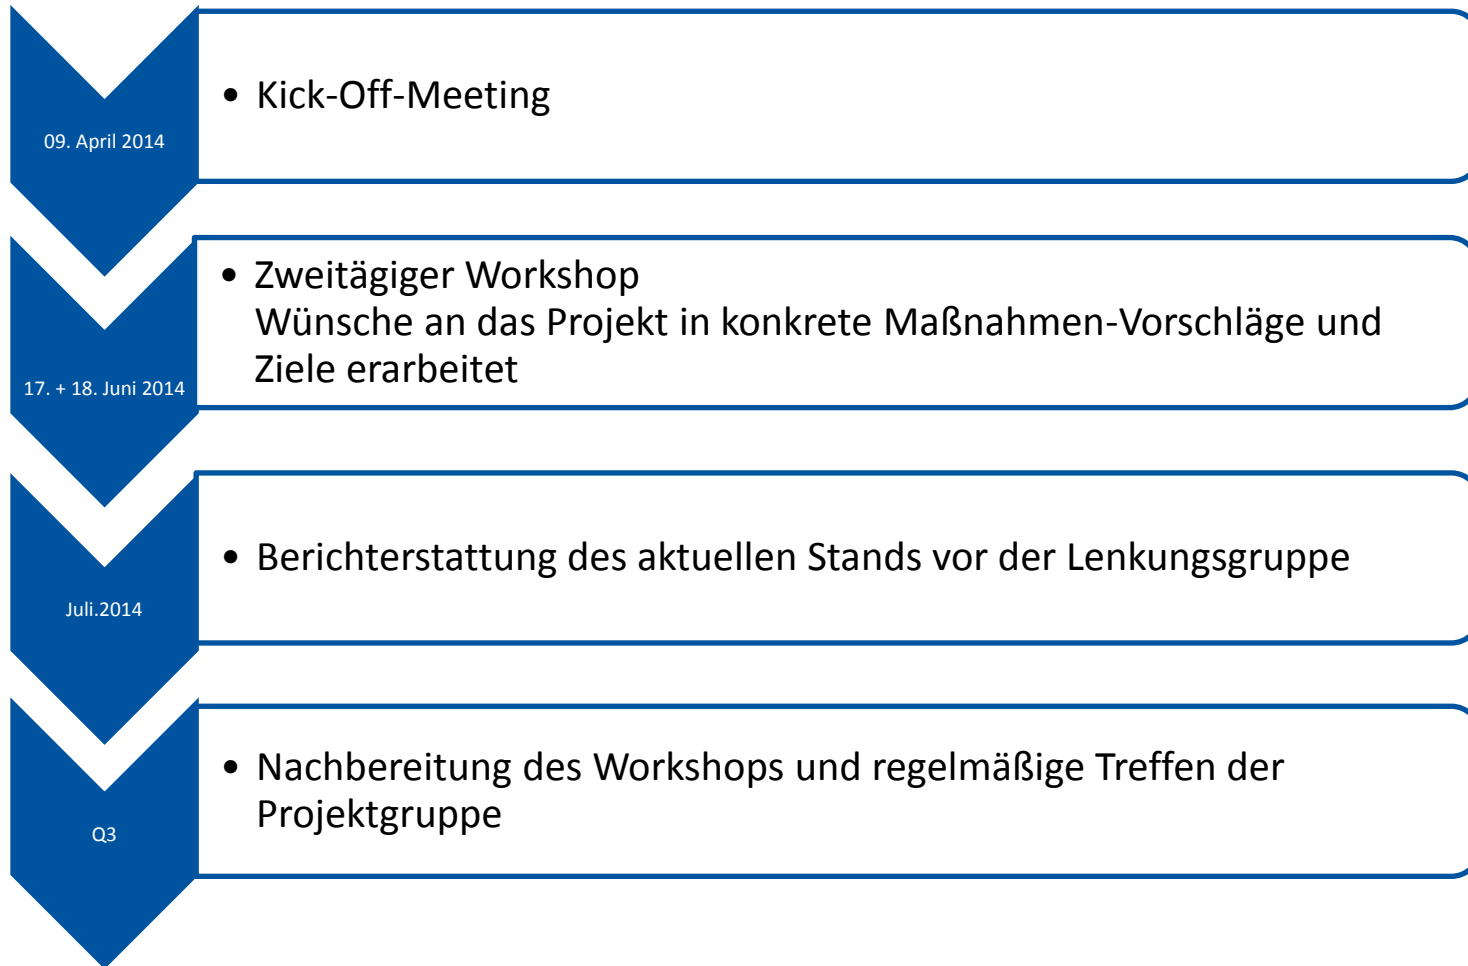 09. April 2014
• Kick-Off-Meeting
17. + 18. Juni 2014
• Zweitägiger Workshop
Wünsche an das Projekt in konkrete Maßnahmen-Vorschläge und
Ziele erarbeitet
Juli.2014
• Berichterstattung des aktuellen Stands vor der Lenkungsgruppe
Q3
• Nachbereitung des Workshops und regelmäßige Treffen der
Projektgruppe